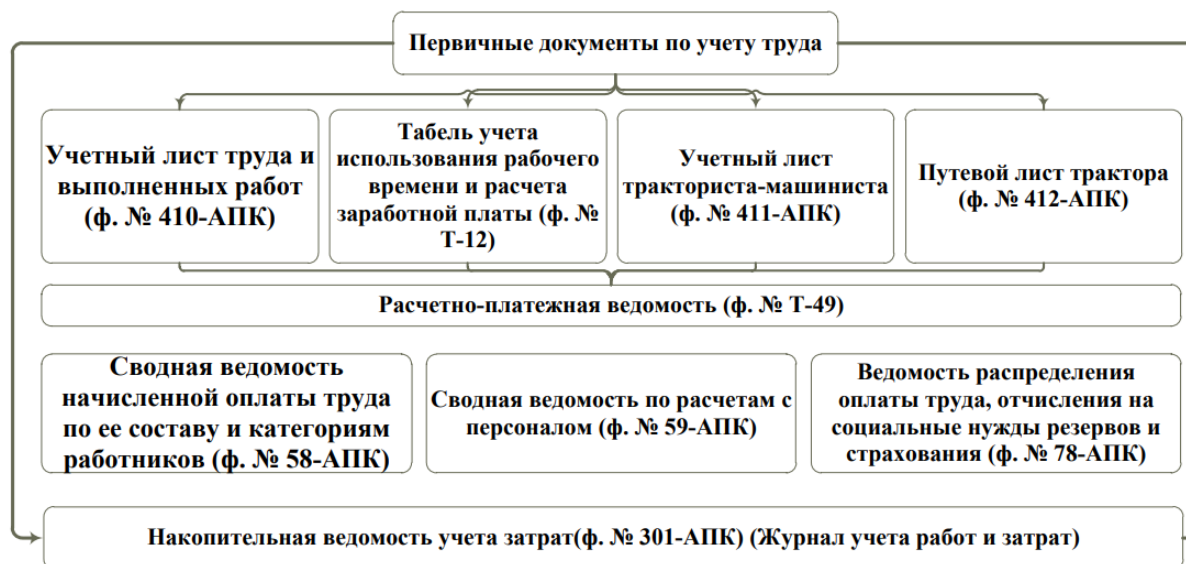 Первичные документы по учету труда
Учетный лист труда и
выполненных работ
(ф. № 410-АПК)
Табель учета
использования рабочего
времени и расчета
заработной платы (ф. №
Т-12)
Учетный лист
тракториста-машиниста
(ф. № 411-АПК)
Путевой лист трактора
(ф. № 412-АПК)
Расчетно-платежная ведомость (ф. № Т-49)
Сводная ведомость
начисленной оплаты труда
по ее составу и категориям
работников (ф. № 58-АПК)
Сводная ведомость по расчетам с
персоналом (ф. № 59-АПК)
Ведомость распределения
оплаты труда, отчисления на
социальные нужды резервов и
страхования (ф. № 78-АПК)
Накопительная ведомость учета затрат(ф. № 301-АПК) (Журнал учета работ и затрат)